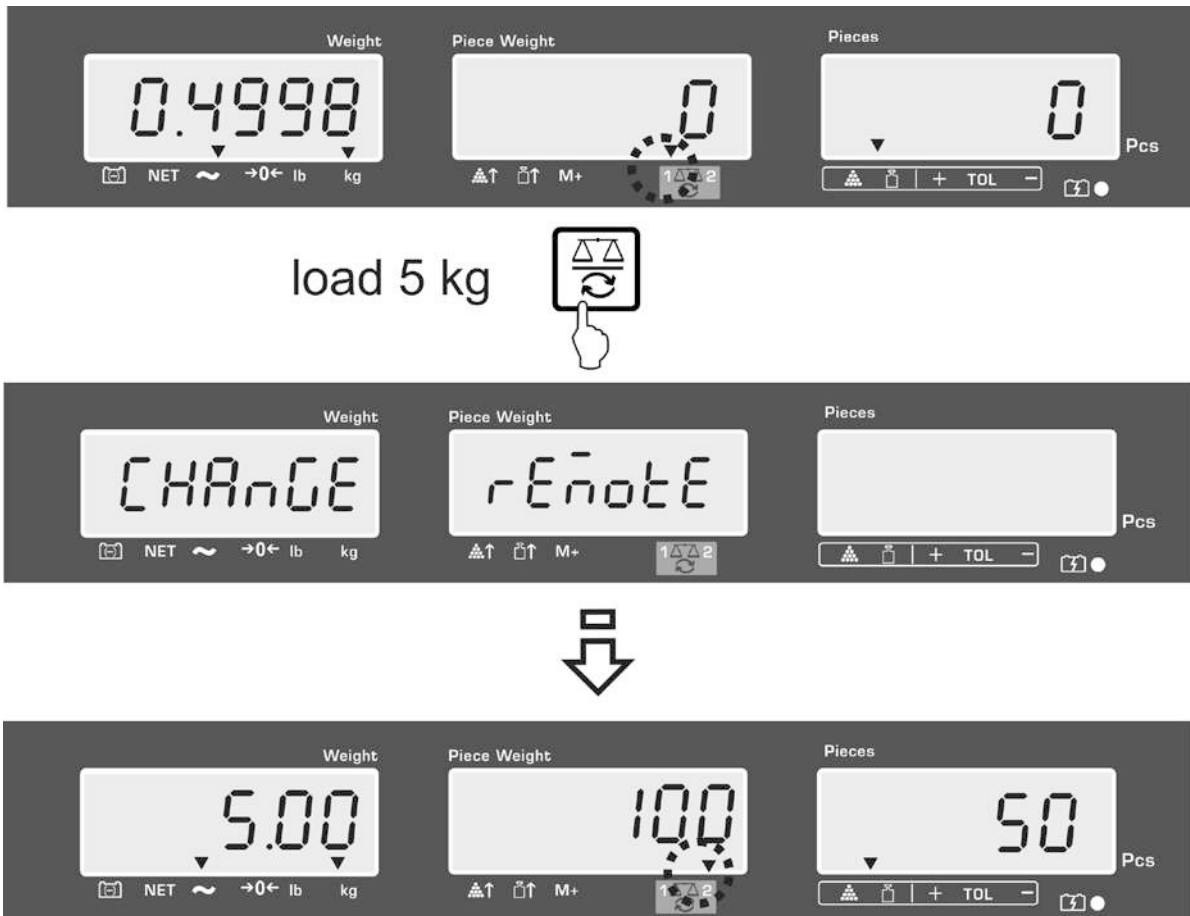 Weight Piece Weight Pieces
0.4998 0 0 Pcs
NET →0← lb kg M+ 1 2 + TOL −
load 5 kg
Weight Piece Weight Pieces
CHAnGE rEmotE Pcs
NET →0← lb kg M+ 1 2 + TOL −
Weight Piece Weight Pieces
5.00 10.0 50 Pcs
NET →0← lb kg M+ 1 2 + TOL −